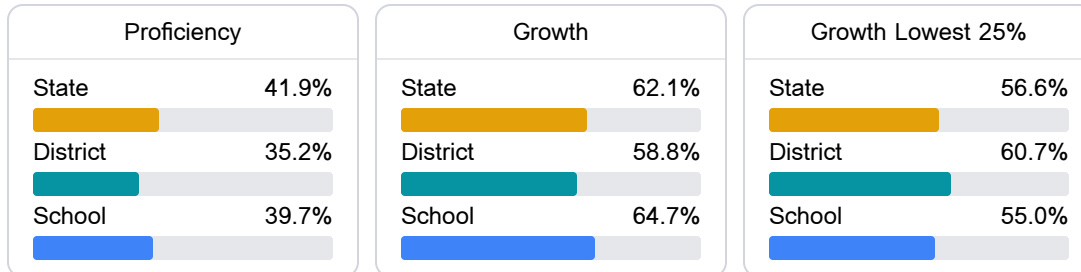 Proficiency
State 41.9%
District 35.2%
School 39.7%
Growth
State 62.1%
District 58.8%
School 64.7%
Growth Lowest 25%
State 56.6%
District 60.7%
School 55.0%